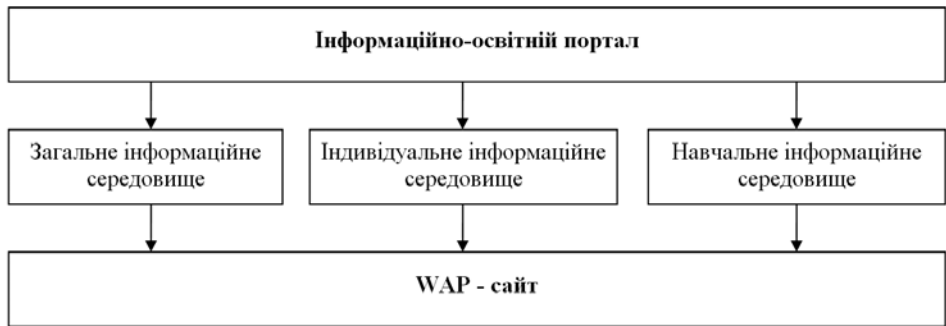 Інформаційно-освітній портал
Загальне інформаційне
середовище
Індивідуальне інформаційне
середовище
Навчальне інформаційне
середовище
WAP - сайт